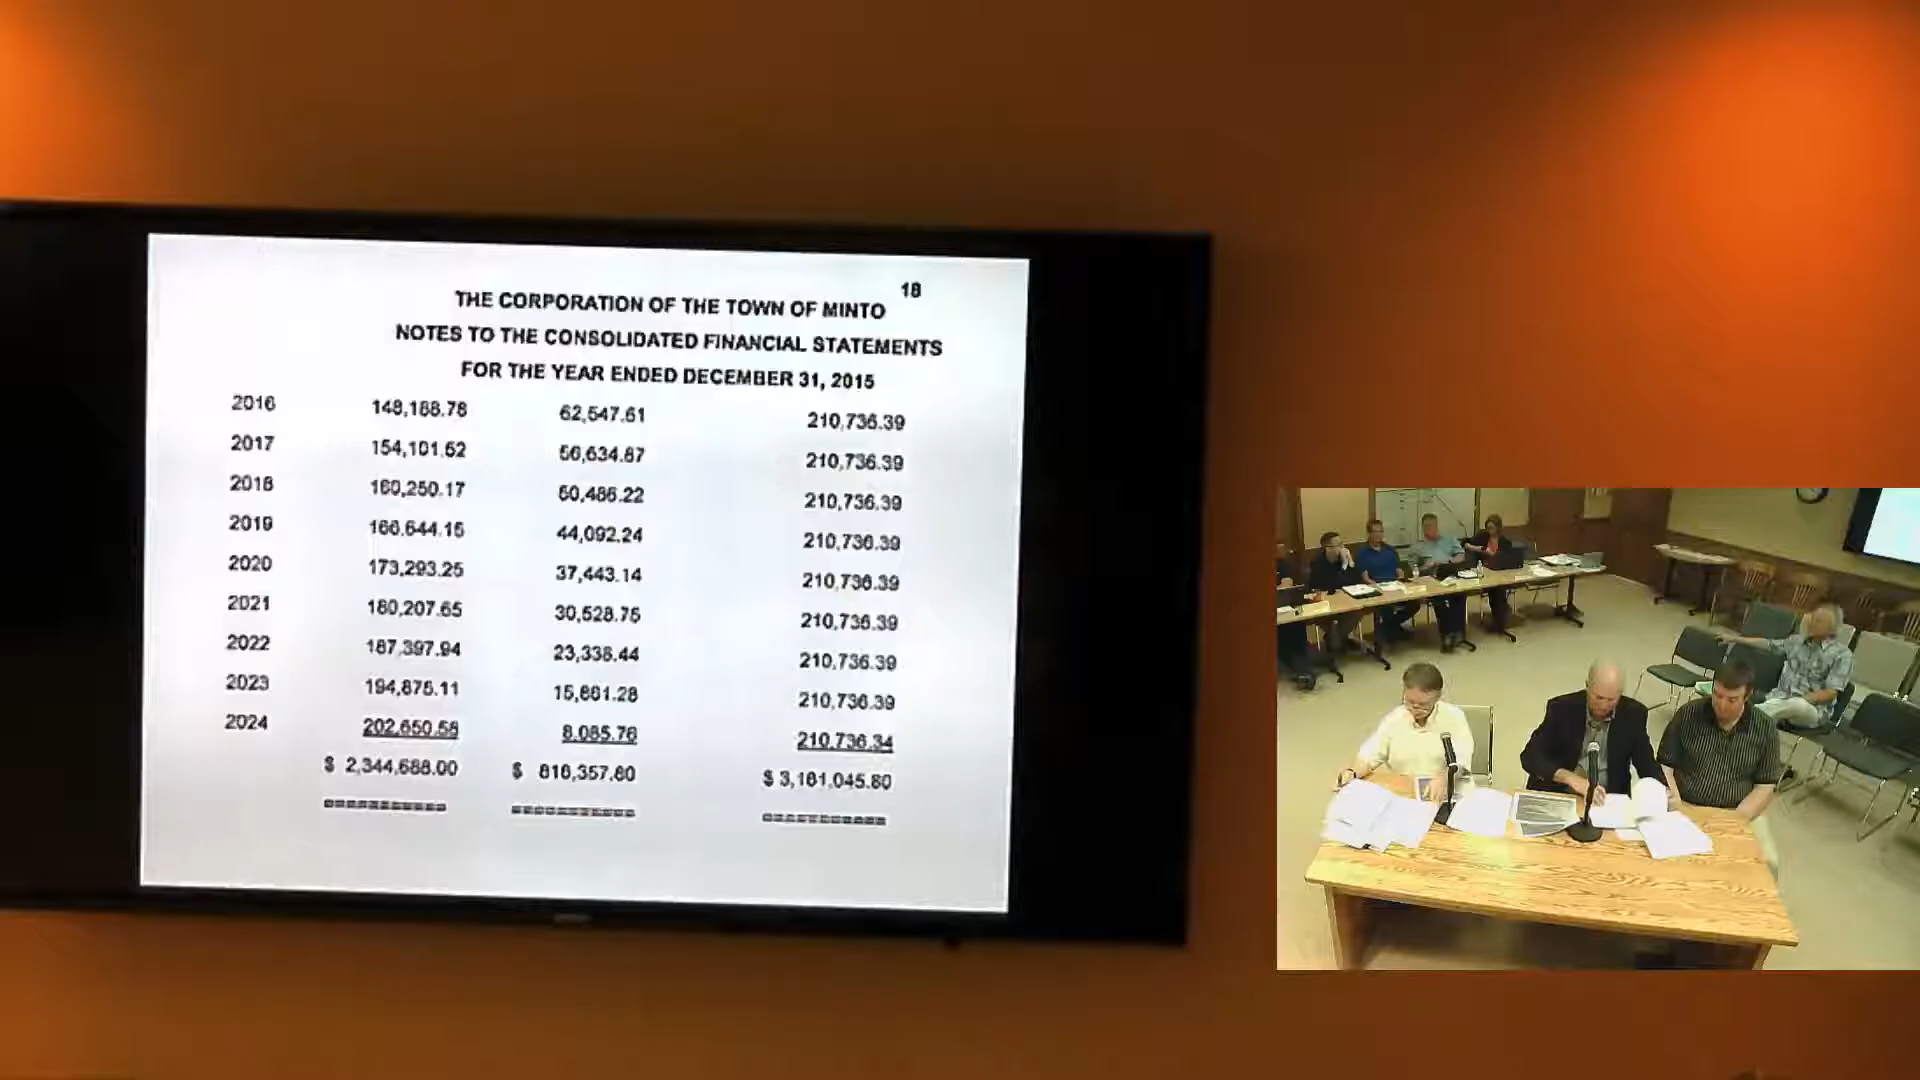 18
THE CORPORATION OF THE TOWN OF MINTO
NOTES TO THE CONSOLIDATED FINANCIAL STATEMENTS
FOR THE YEAR ENDED DECEMBER 31, 2015
2016 148,188.78 62,547.61 210,736.39
2017 154,101.52 56,634.87 210,736.39
2018 160,250.17 50,486.22 210,736.39
2019 166,644.15 44,092.24 210,736.39
2020 173,293.25 37,443.14 210,736.39
2021 180,207.65 30,528.75 210,736.39
2022 187,397.94 23,338.44 210,736.39
2023 194,875.11 15,861.28 210,736.39
2024 202,650.58 8,085.76 210,736.34
$ 2,344,688.00 $ 816,357.80 $ 3,161,045.80